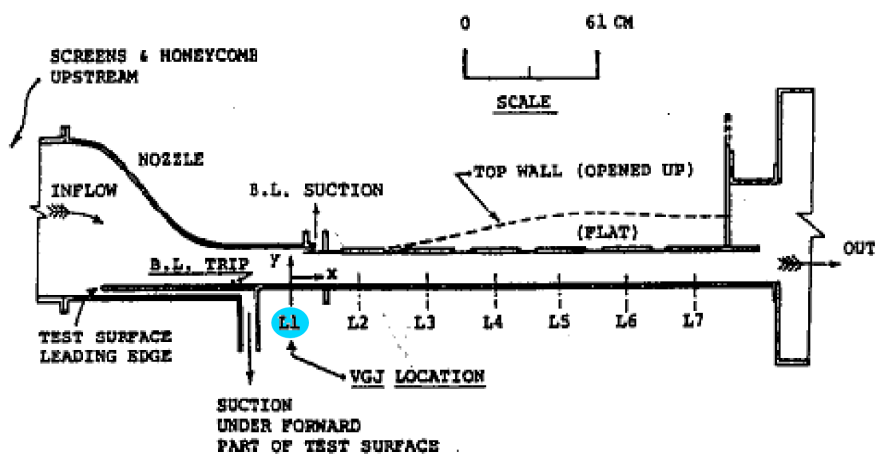 0 61 CM
SCALE
SCREENS & HONEYCOMB
UPSTREAM
NOZZLE
INFLOW
B.L. SUCTION
TOP WALL (OPENED UP)
(FLAT)
B.L. TRIP
Y
x
OUT
L1 L2 L3 L4 L5 L6 L7
TEST SURFACE
LEADING EDGE
VGJ LOCATION
SUCTION
UNDER FORWARD
PART OF TEST SURFACE